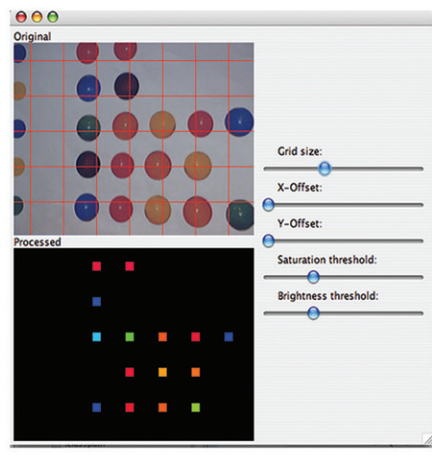 Original
Grid size:
X-Offset:
Y-Offset:
Processed
Saturation threshold:
Brightness threshold: